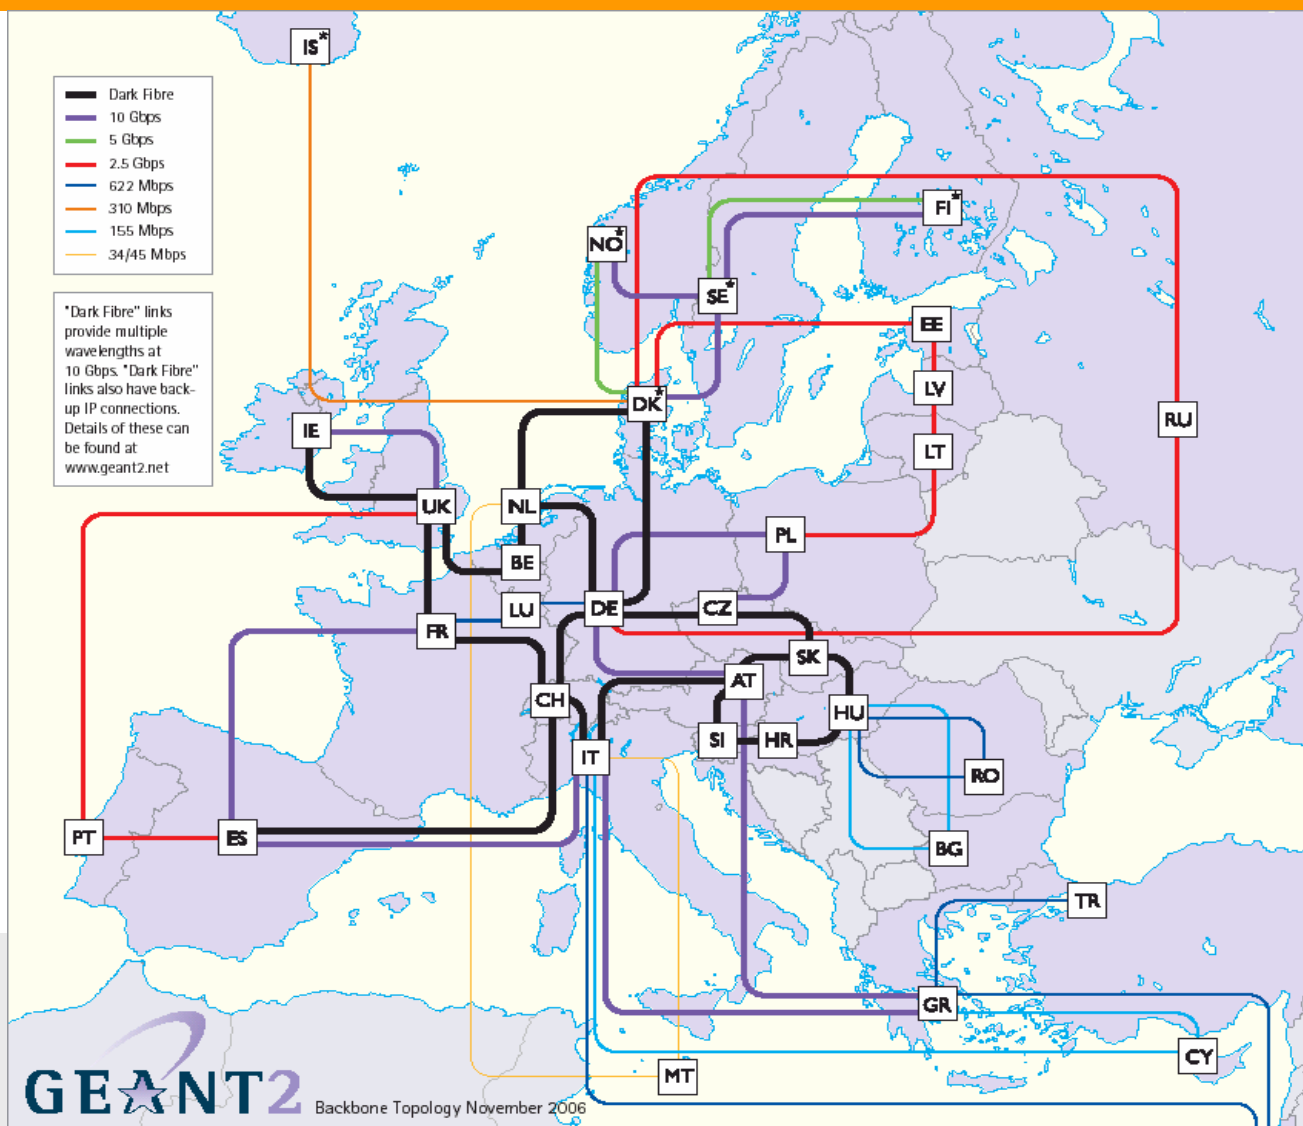 IS*
Dark Fibre
10 Gbps
5 Gbps
2.5 Gbps
622 Mbps
310 Mbps
155 Mbps
34/45 Mbps
"Dark Fibre" links
provide multiple
wavelengths at
10 Gbps. "Dark Fibre"
links also have back-
up IP connections.
Details of these can
be found at
www.geant2.net
FI*
NO*
SE*
EE
LV
DK*
RU
IE
LT
UK
NL
PL
BE
LU
DE
CZ
FR
SK
AT
CH
HU
SI
HR
IT
RO
PT
ES
BG
TR
GR
CY
MT
GEANT2
Backbone Topology November 2006